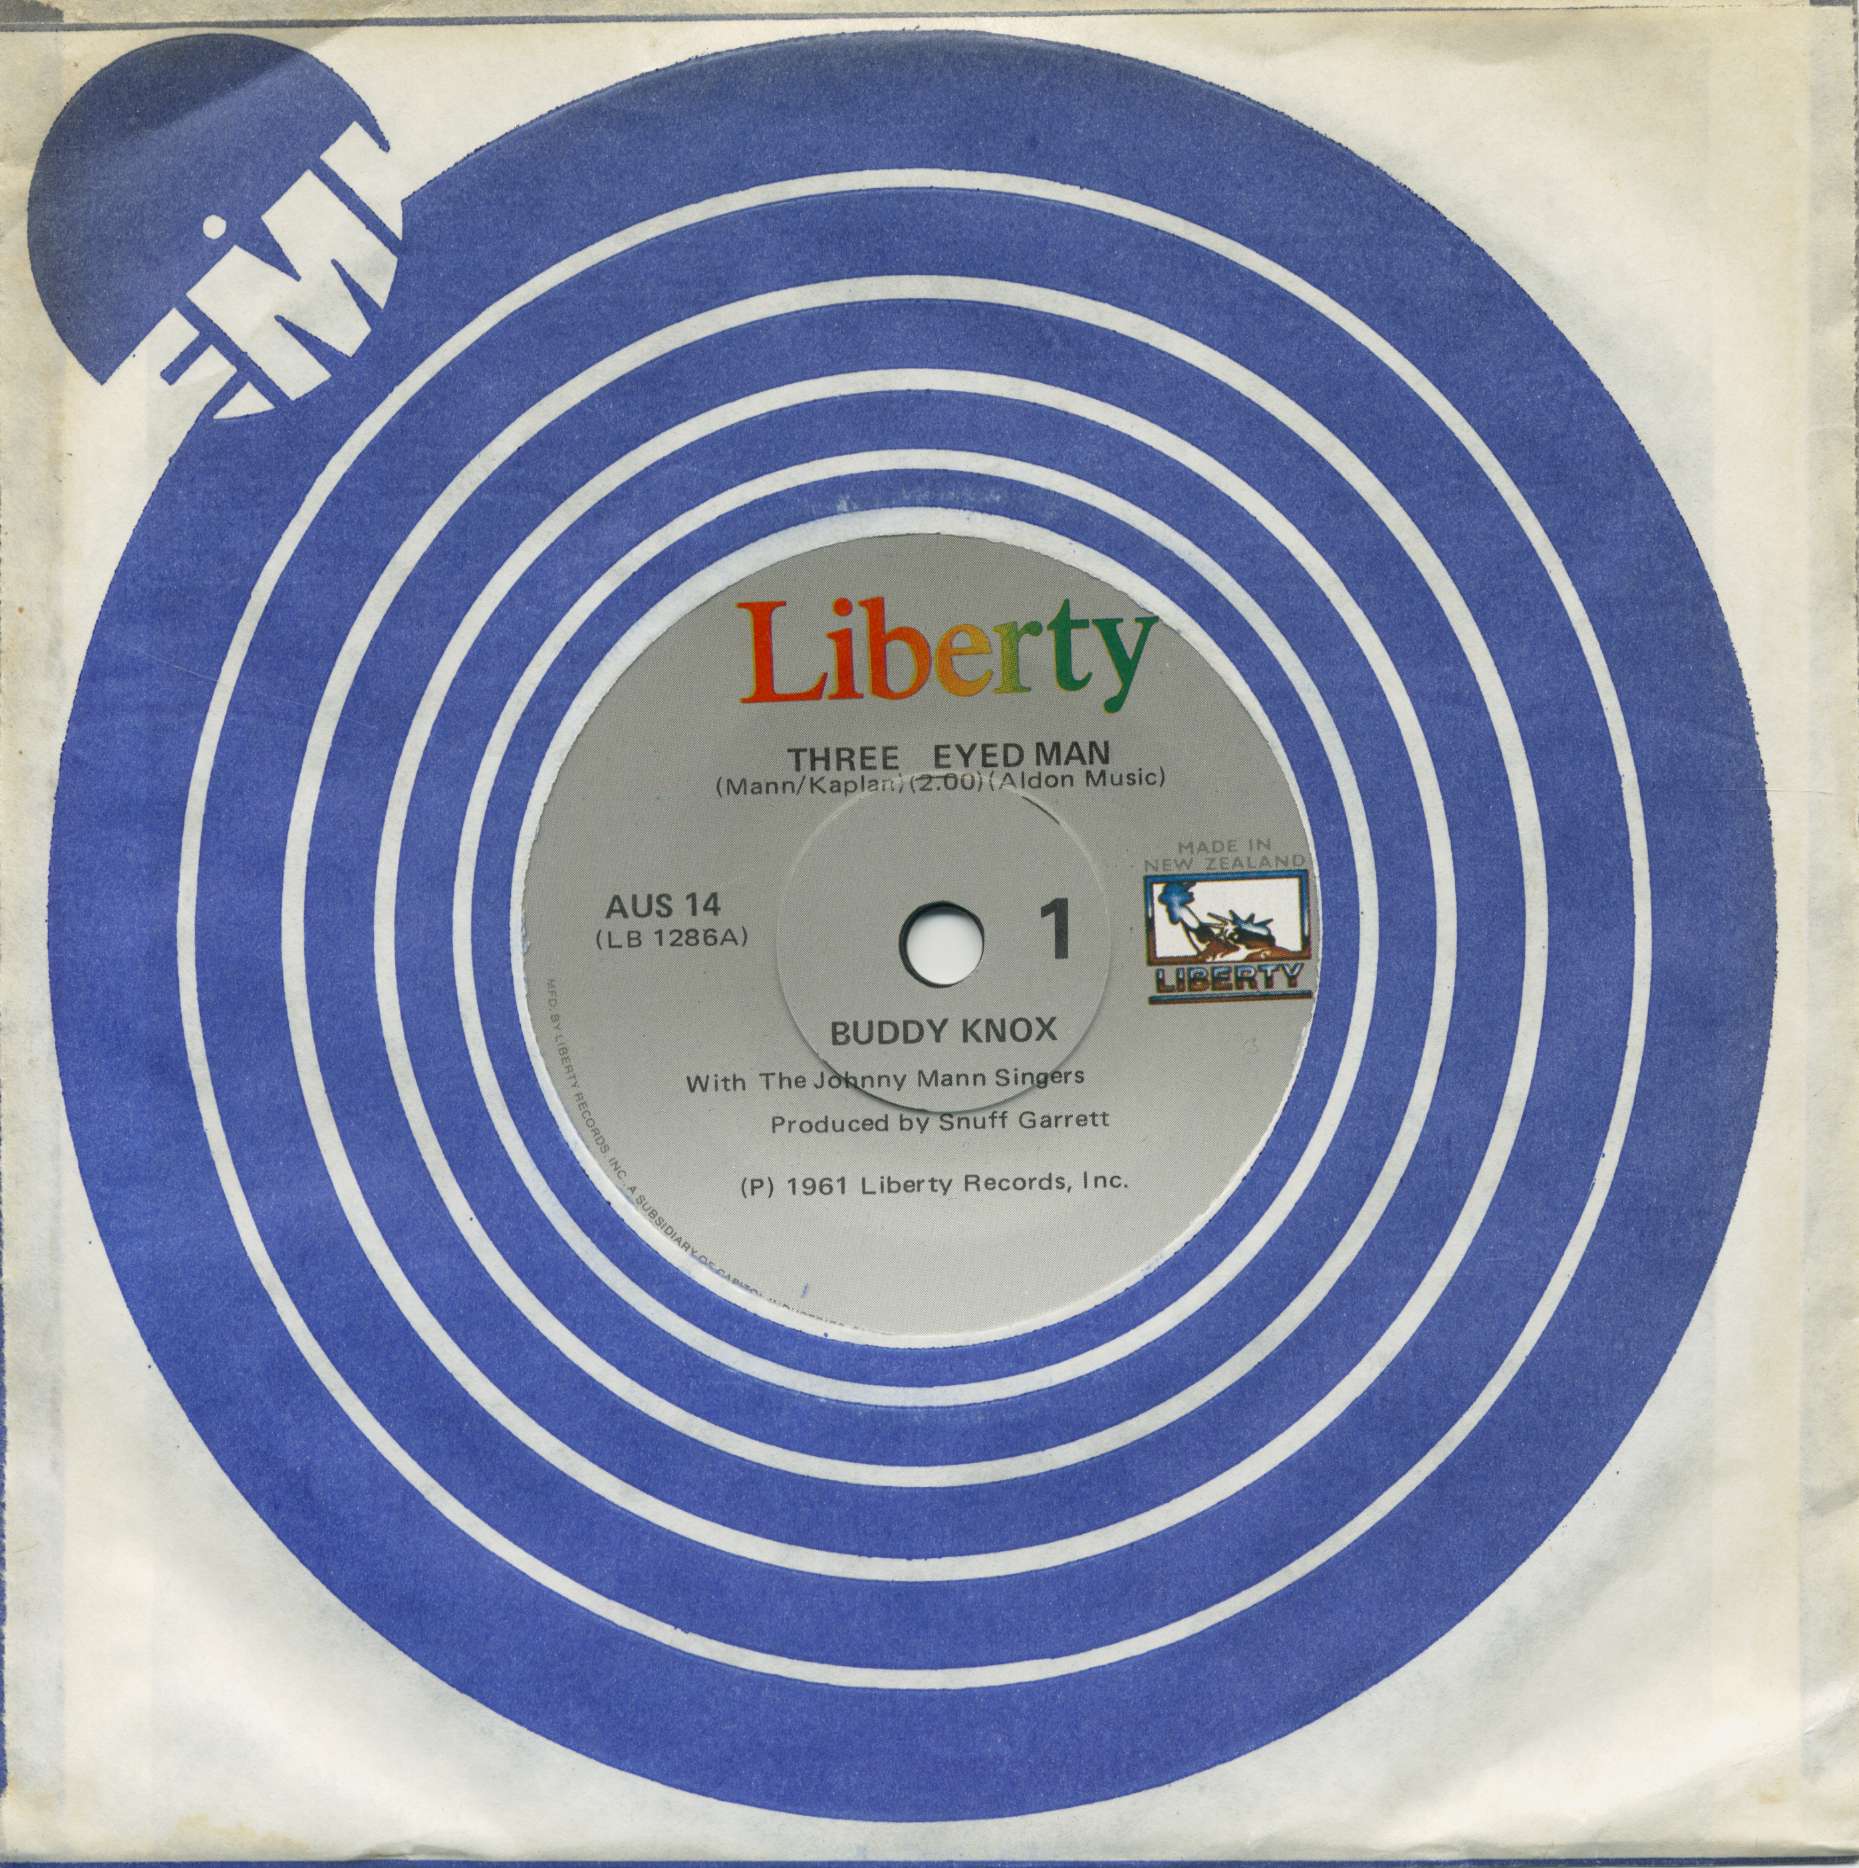 EMI
Liberty
THREE EYED MAN
(Mann/Kaplan) (2.00) (Aldon Music)
MADE IN
NEW ZEALAND
LIBERTY
AUS 14
(LB 1286A)
1
BUDDY KNOX
With The Johnny Mann Singers
Produced by Snuff Garrett
(P) 1961 Liberty Records, Inc.
MFD. BY LIBERTY RECORDS, INC. A SUBSIDIARY OF CAPITOL INDUSTRIES